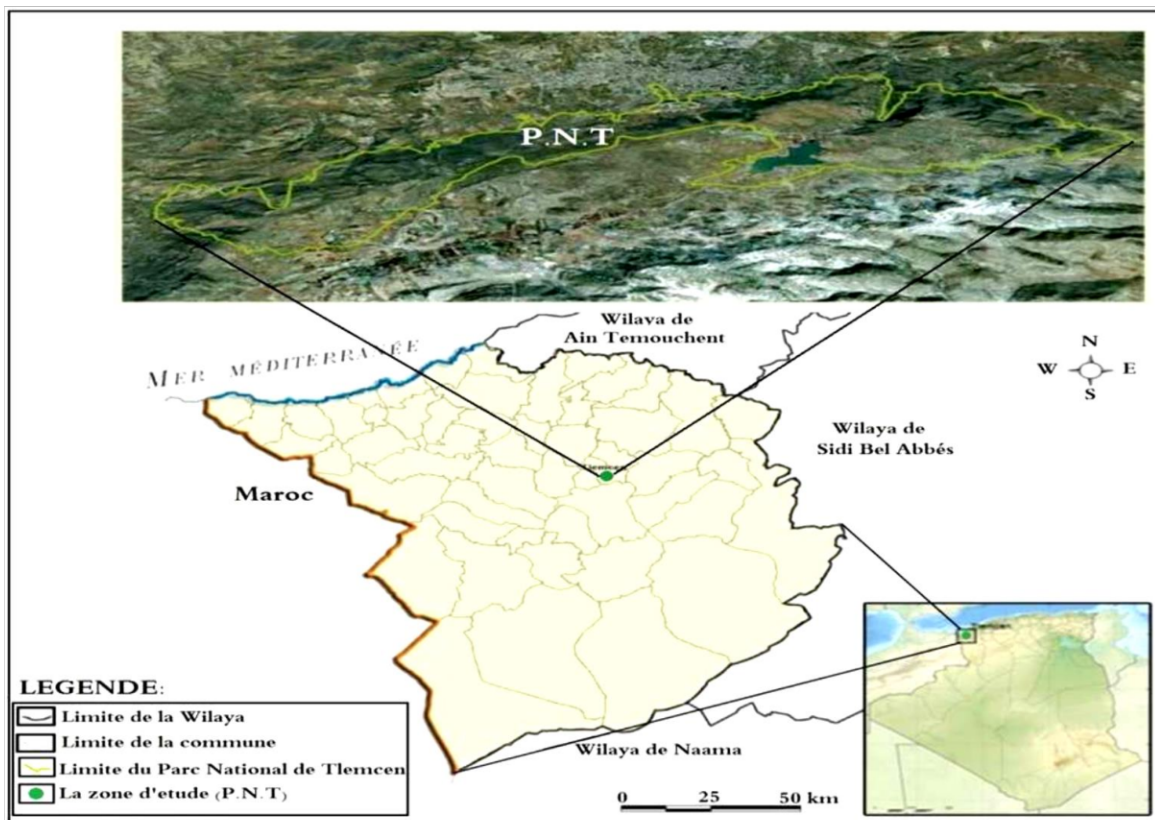 P.N.T
Wilaya de
Ain Temouchent
MER MÉDITERRANÉE
N
W E
S
Wilaya de
Sidi Bel Abbés
Tlemcen
Maroc
LEGENDE:
Limite de la Wilaya
Limite de la commune
Limite du Parc National de Tlemcen
La zone d'etude (P.N.T)
Wilaya de Naama
0 25 50 km